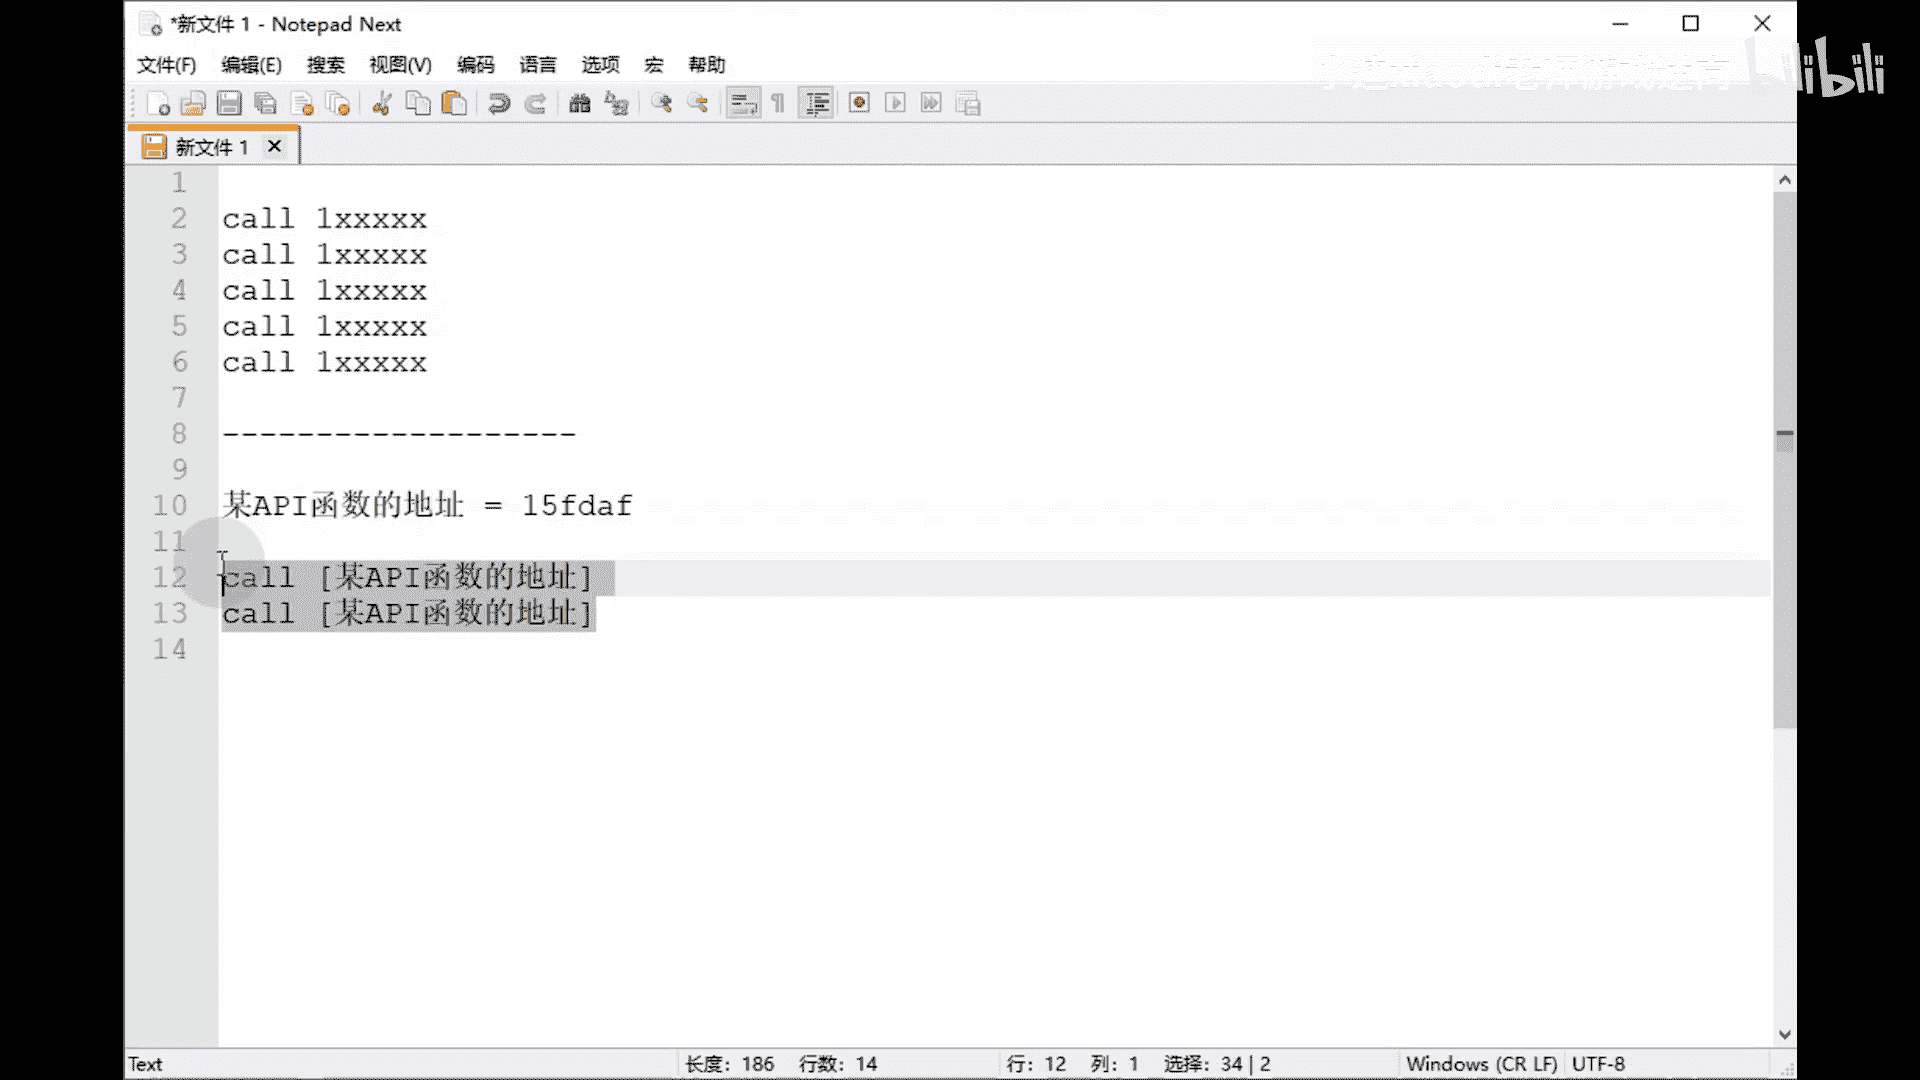 *新文件 1 - Notepad Next
文件(F) 编辑(E) 搜索 视图(V) 编码 语言 选项 宏 帮助
新文件 1
1
2 call 1xxxxx
3 call 1xxxxx
4 call 1xxxxx
5 call 1xxxxx
6 call 1xxxxx
7
8 -------------------
9
10 某API函数的地址 = 15fdaf
11
12 call [某API函数的地址]
13 call [某API函数的地址]
14
Text 长度: 186 行数: 14 行: 12 列: 1 选择: 34 | 2 Windows (CR LF) UTF-8